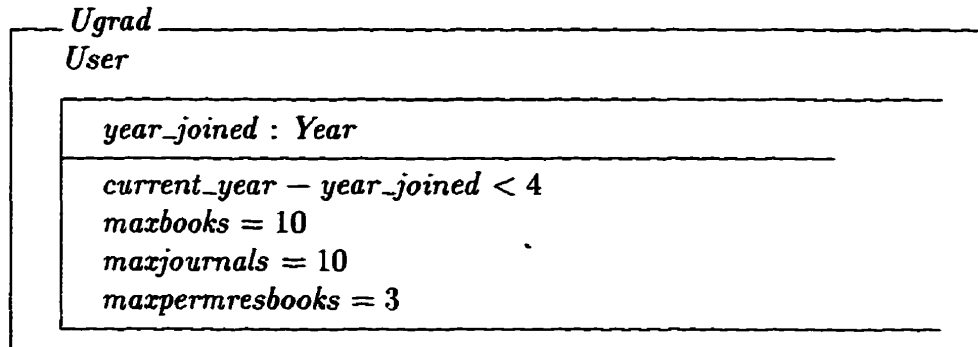 Ugrad
User
year_joined : Year
current_year − year_joined < 4
maxbooks = 10
maxjournals = 10
maxpermresbooks = 3